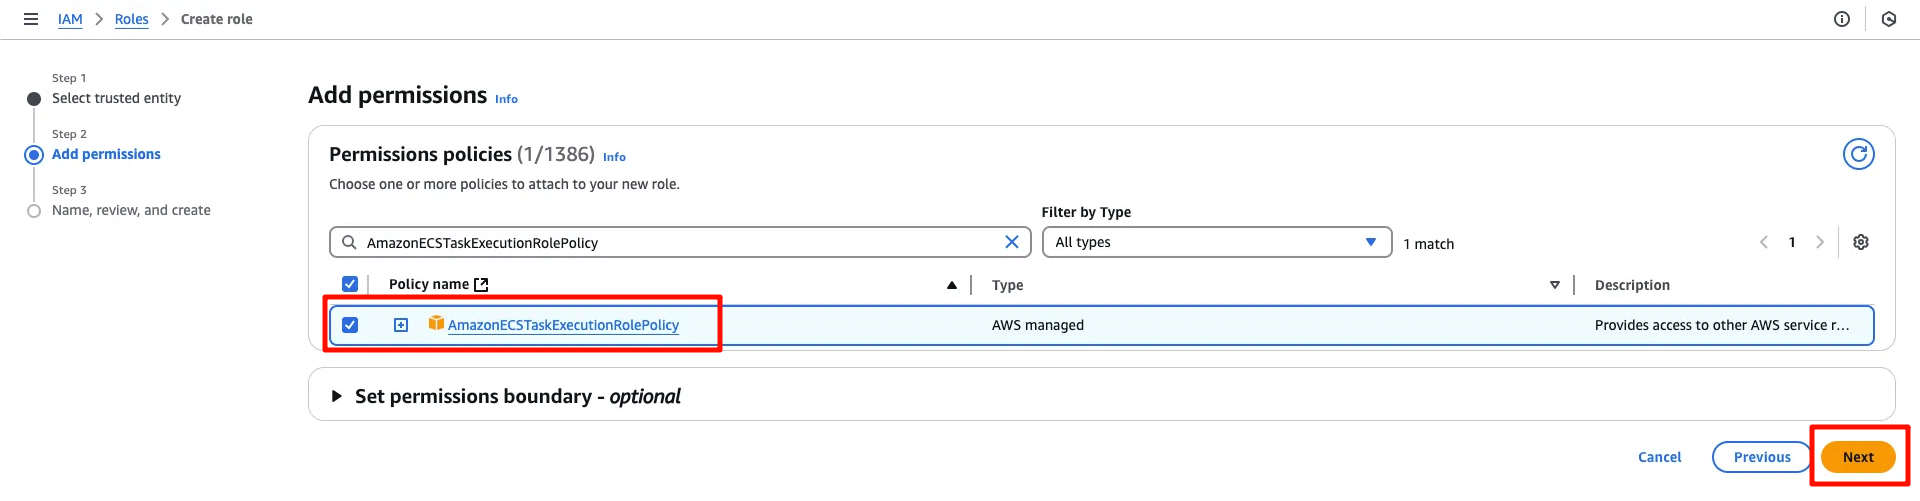 IAM > Roles > Create role
Step 1
Select trusted entity
Step 2
Add permissions
Step 3
Name, review, and create
Add permissions Info
Permissions policies (1/1386) Info
Choose one or more policies to attach to your new role.
Filter by Type
AmazonECSTaskExecutionRolePolicy
All types
1 match
1
Policy name
Type
Description
AmazonECSTaskExecutionRolePolicy
AWS managed
Provides access to other AWS service r...
Set permissions boundary - optional
Cancel
Previous
Next